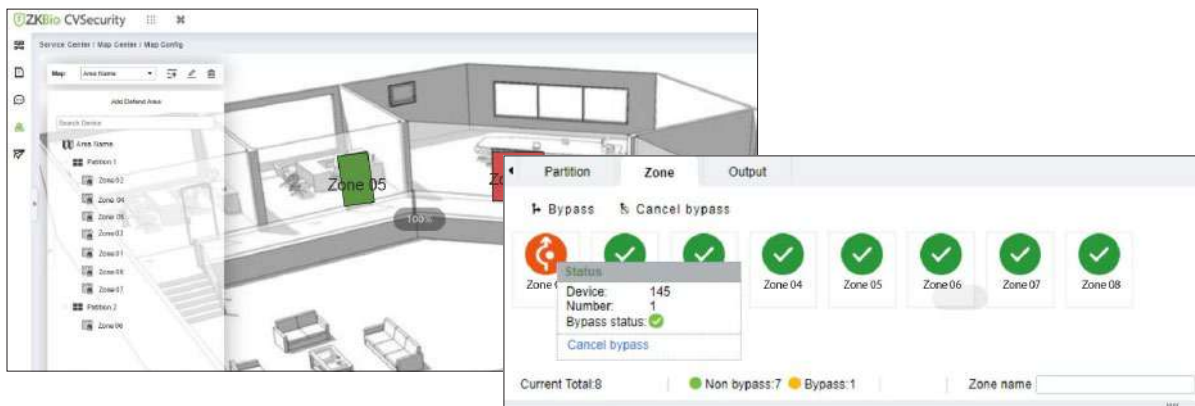 ZKBio CVSecurity
Service Center / Map Center / Map Config
Map Area Name
Add Defend Area
Search Device
Area Name
Partition 1
Zone 02
Zone 04
Zone 03
Zone 01
Zone 07
Partition 2
Zone 05
100%
Partition Zone Output
Bypass Cancel bypass
Zone 04 Zone 05 Zone 06 Zone 07 Zone 08
Status
Device: 145
Number: 1
Bypass status:
Cancel bypass
Current Total:8 Non bypass:7 Bypass:1 Zone name